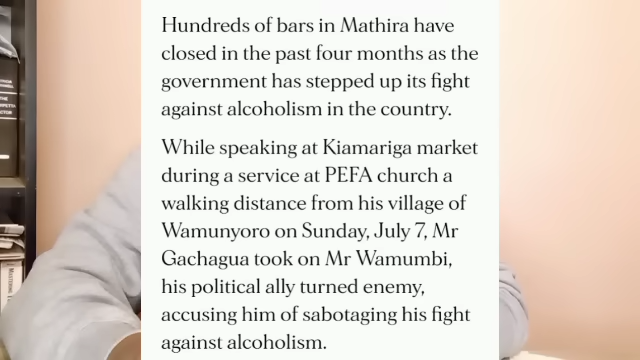 Hundreds of bars in Mathira have
closed in the past four months as the
government has stepped up its fight
against alcoholism in the country.
While speaking at Kiamariga market
during a service at PEFA church a
walking distance from his village of
Wamunyoro on Sunday, July 7, Mr
Gachagua took on Mr Wamumbi,
his political ally turned enemy,
accusing him of sabotaging his fight
against alcoholism.